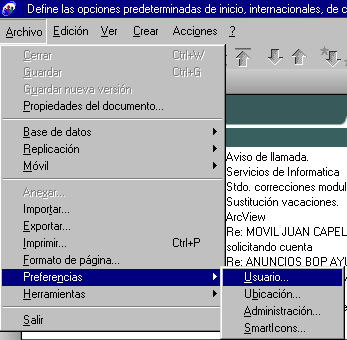 Define las opciones predeterminadas de inicio, internacionales, de c
Archivo Edición Ver Crear Acciones ?
Cerrar Ctrl+W
Guardar Ctrl+G
Guardar nueva versión
Propiedades del documento...
Base de datos
Replicación
Móvil
Anexar...
Importar...
Exportar...
Imprimir... Ctrl+P
Formato de página...
Preferencias
Herramientas
Salir
Aviso de llamada.
Servicios de Informatica
Stdo. correcciones modul
Sustitución vacaciones.
ArcView
Re: MOVIL JUAN CAPEL
solicitando cuenta
Re: ANUNCIOS BOP AYU
Usuario...
Ubicación...
Administración...
SmartIcons...